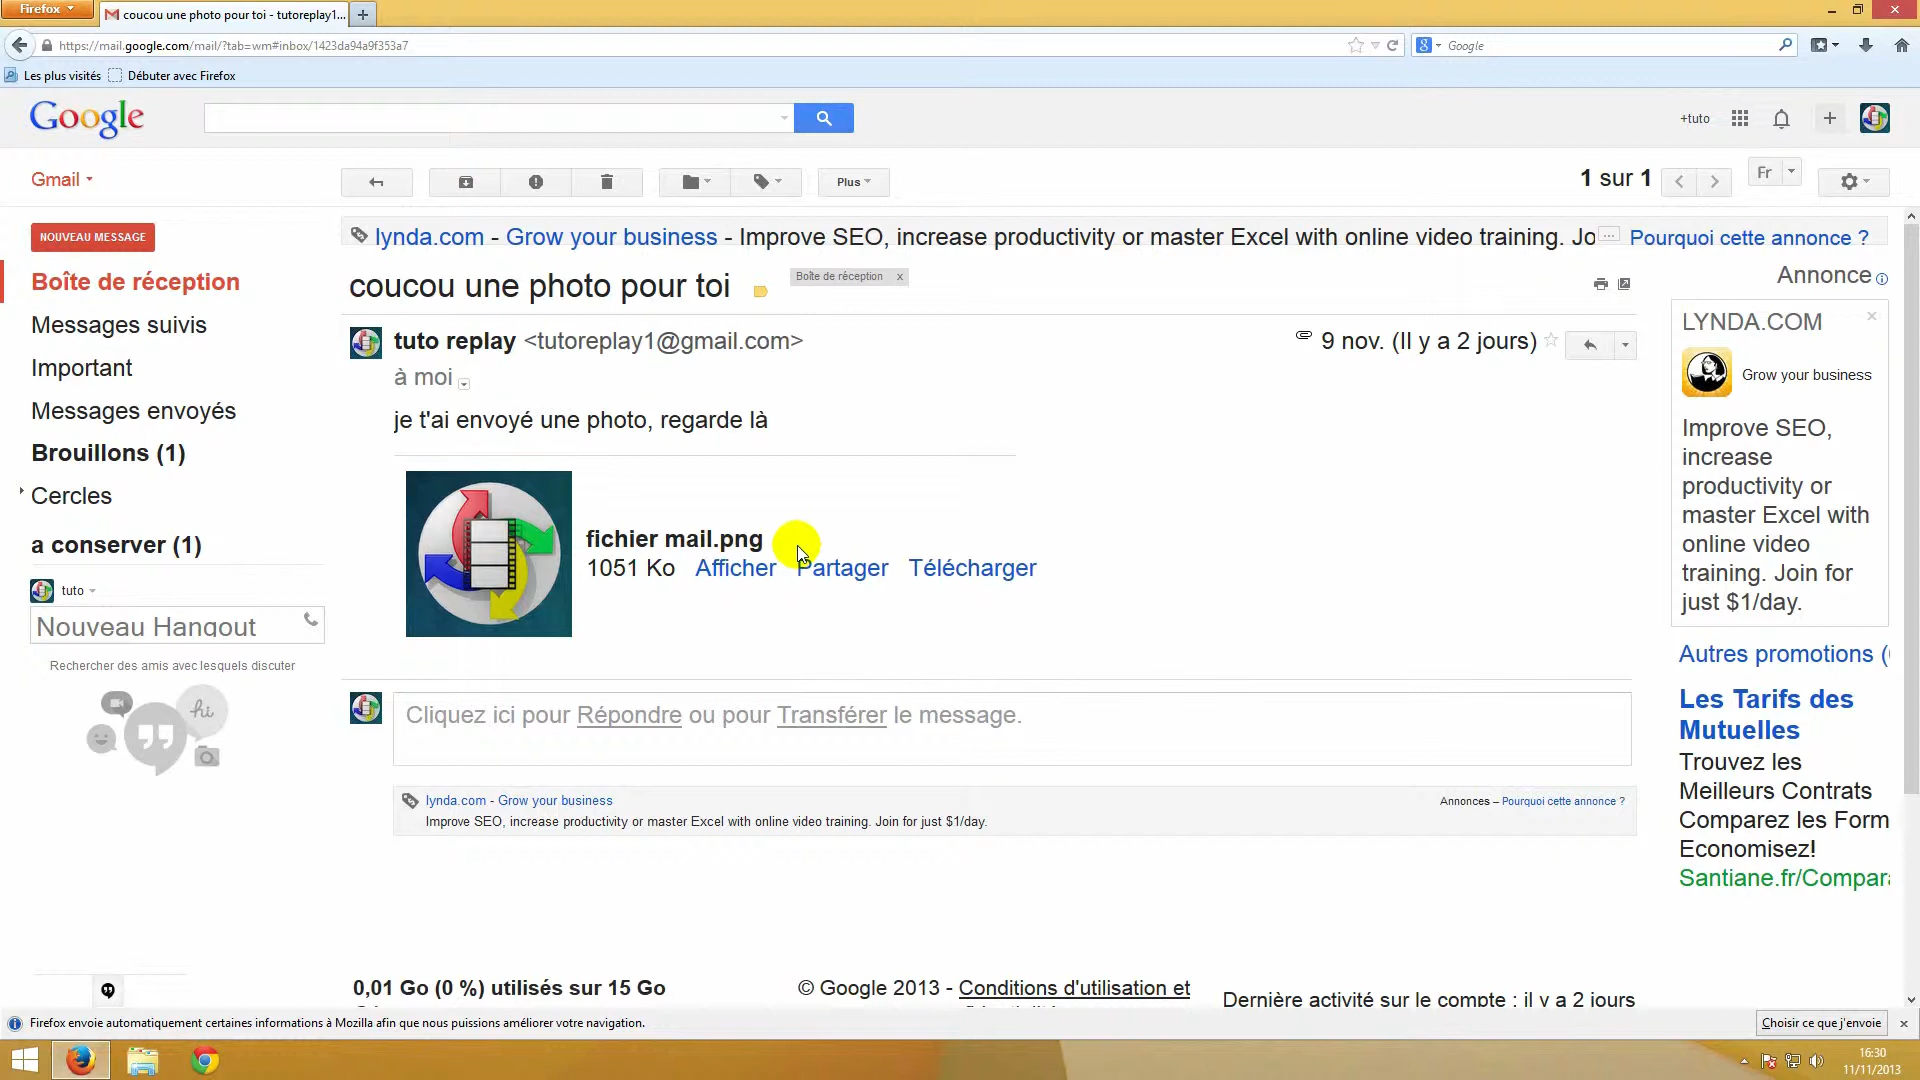 Firefox
coucou une photo pour toi - tutoreplay1...
https://mail.google.com/mail/?tab=wm#inbox/1423da94a9f353a7
Google
Les plus visités
Débuter avec Firefox
Google
+tuto
Gmail
Plus
1 sur 1
Fr
NOUVEAU MESSAGE
Boîte de réception
Messages suivis
Important
Messages envoyés
Brouillons (1)
Cercles
a conserver (1)
tuto
Nouveau Hangout
Rechercher des amis avec lesquels discuter
hi
lynda.com - Grow your business - Improve SEO, increase productivity or master Excel with online video training. Jo
Pourquoi cette annonce ?
coucou une photo pour toi
Boîte de réception x
tuto replay <tutoreplay1@gmail.com>
9 nov. (Il y a 2 jours)
à moi
je t'ai envoyé une photo, regarde là
fichier mail.png
1051 Ko Afficher Partager Télécharger
Cliquez ici pour Répondre ou pour Transférer le message.
lynda.com - Grow your business
Annonces – Pourquoi cette annonce ?
Improve SEO, increase productivity or master Excel with online video training. Join for just $1/day.
Annonce
LYNDA.COM
Grow your business
Improve SEO,
increase
productivity or
master Excel with
online video
training. Join for
just $1/day.
Autres promotions (
Les Tarifs des
Mutuelles
Trouvez les
Meilleurs Contrats
Comparez les Form
Economisez!
Santiane.fr/Compar
0,01 Go (0 %) utilisés sur 15 Go
© Google 2013 - Conditions d'utilisation et
Dernière activité sur le compte : il y a 2 jours
Firefox envoie automatiquement certaines informations à Mozilla afin que nous puissions améliorer votre navigation.
Choisir ce que j'envoie
16:30
11/11/2013